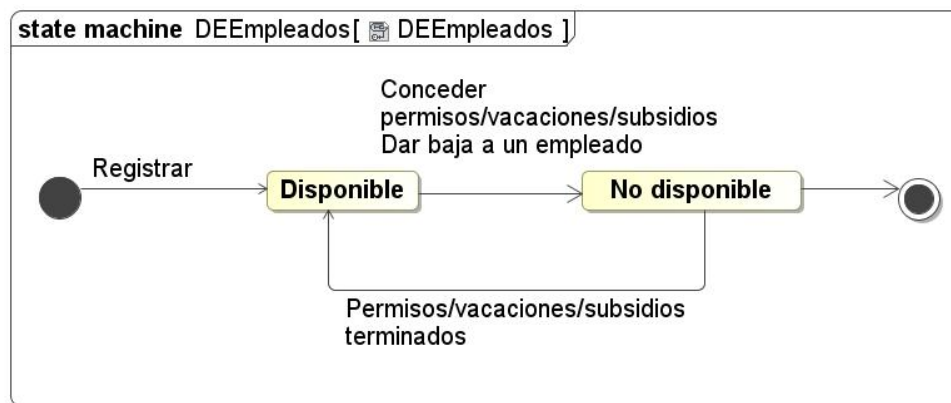 state machine DEEmpleados[ DEEmpleados ]
Conceder
permisos/vacaciones/subsidios
Dar baja a un empleado
Registrar
Disponible
No disponible
Permisos/vacaciones/subsidios
terminados